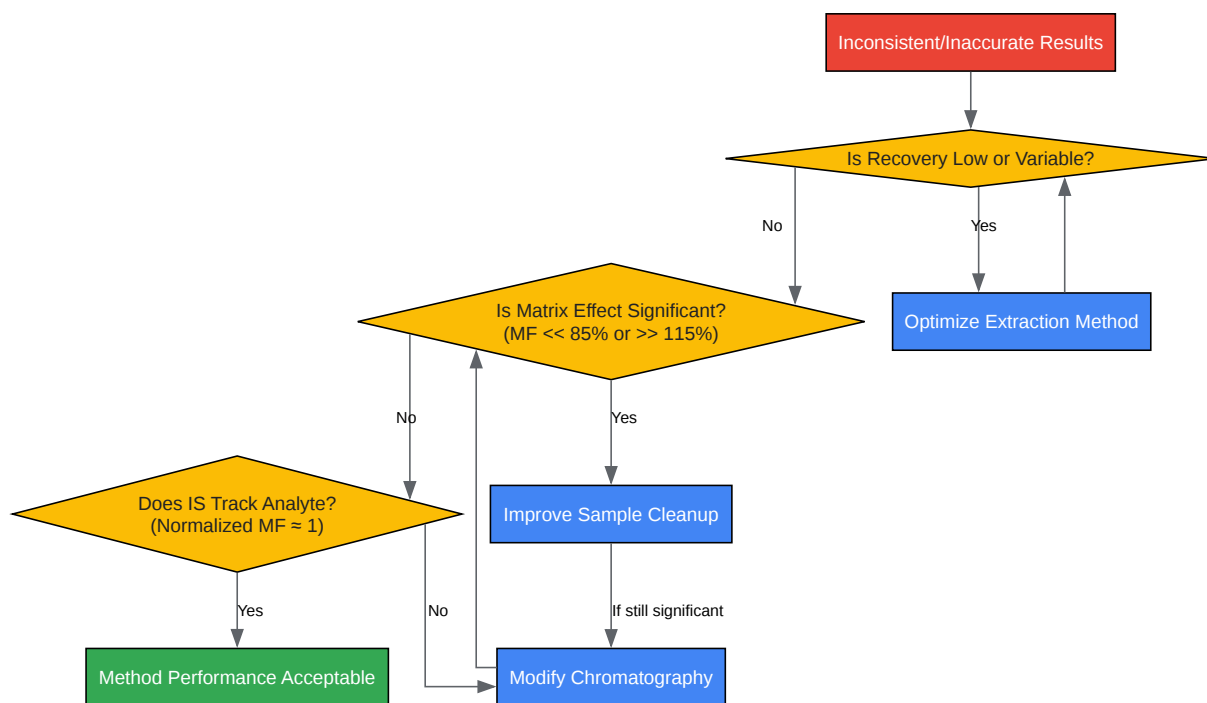 Inconsistent/Inaccurate Results
Is Recovery Low or Variable?
No
Yes
Optimize Extraction Method
Is Matrix Effect Significant?
(MF << 85% or >> 115%)
No
Yes
Does IS Track Analyte?
(Normalized MF ≈ 1)
Improve Sample Cleanup
Yes
No
If still significant
Method Performance Acceptable
Modify Chromatography